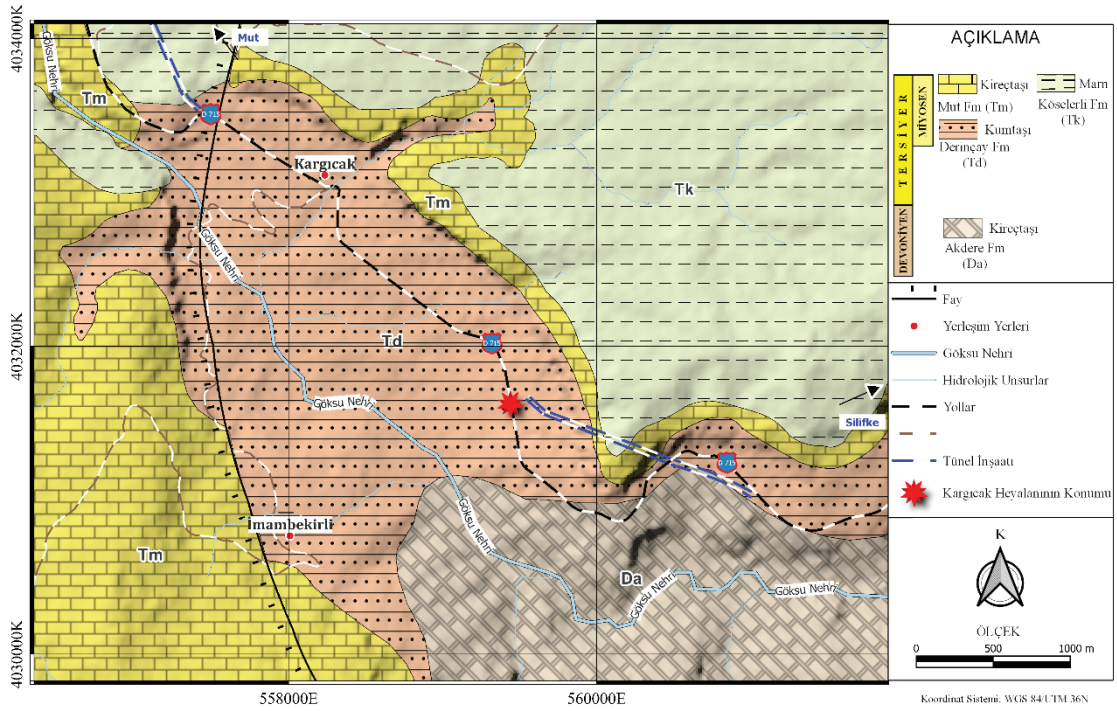 4034000K
4032000K
4030000K
558000E
560000E
Göksu Nehri
Mut
Tm
D 715
Kargıcak
Tk
Tm
Göksu Nehri
Td
D 715
Göksu Nehri
Silifke
D 715
Göksu Nehri
İmambekirli
Tm
Da
Göksu Nehri
Göksu Nehri
AÇIKLAMA
TERSİYER
MİYOSEN
DEVONİYEN
Kireçtaşı
Mut Fm (Tm)
Marn
Köselerli Fm
(Tk)
Kumtaşı
Derinçay Fm
(Td)
Kireçtaşı
Akdere Fm
(Da)
Fay
Yerleşim Yerleri
Göksu Nehri
Hidrolojik Unsurlar
Yollar
Tünel İnşaatı
Kargıcak Heyalanının Konumu
K
ÖLÇEK
0 500 1000 m
Koordinat Sistemi: WGS 84/UTM 36N